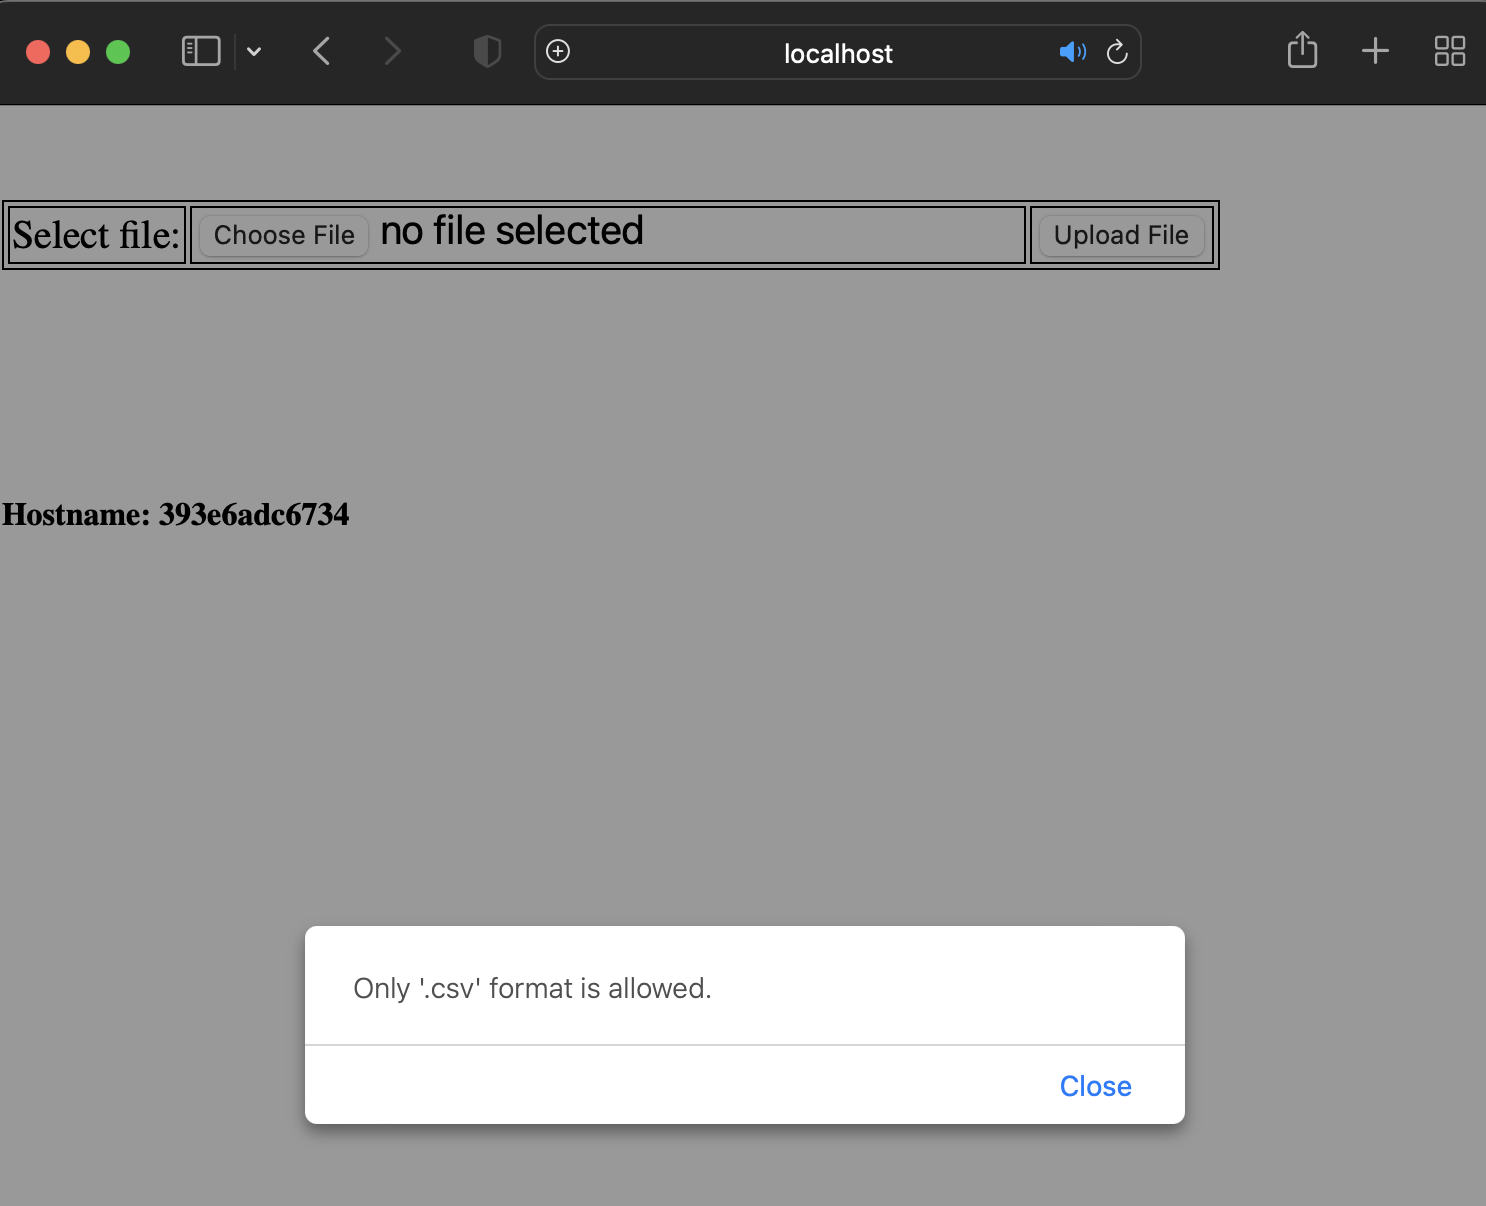 localhost
Select file: Choose File no file selected Upload File
Hostname: 393e6adc6734
Only '.csv' format is allowed.
Close